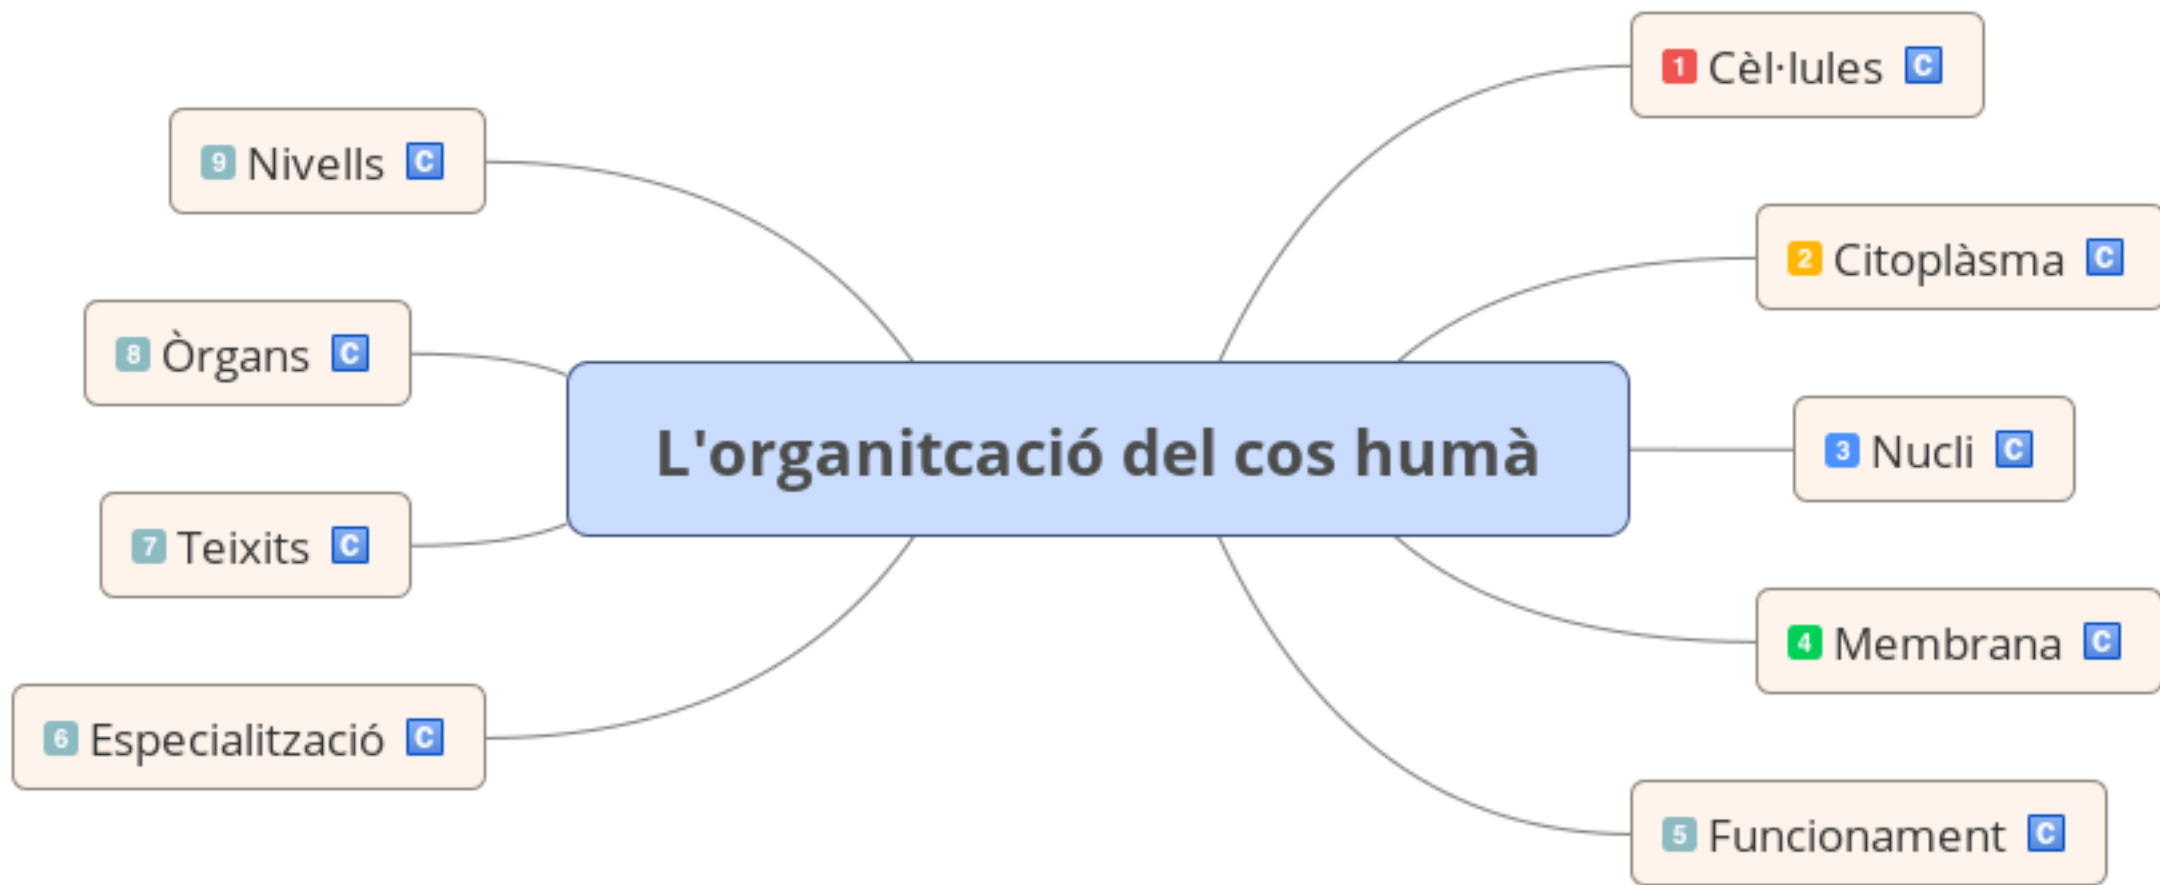 L'organitcació del cos humà
1 Cèl·lules C
2 Citoplàsma C
3 Nucli C
4 Membrana C
5 Funcionament C
6 Especialització C
7 Teixits C
8 Òrgans C
9 Nivells C